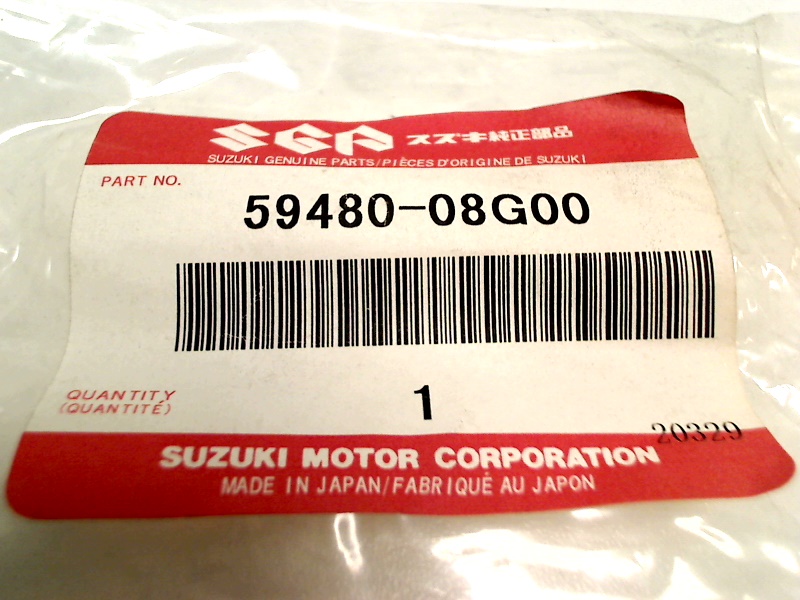 SGP スズキ純正部品
SUZUKI GENUINE PARTS/PIÈCES D'ORIGINE DE SUZUKI
PART NO.
59480-08G00
QUANTITY
(QUANTITÉ)
1
20329
SUZUKI MOTOR CORPORATION
MADE IN JAPAN/FABRIQUÉ AU JAPON